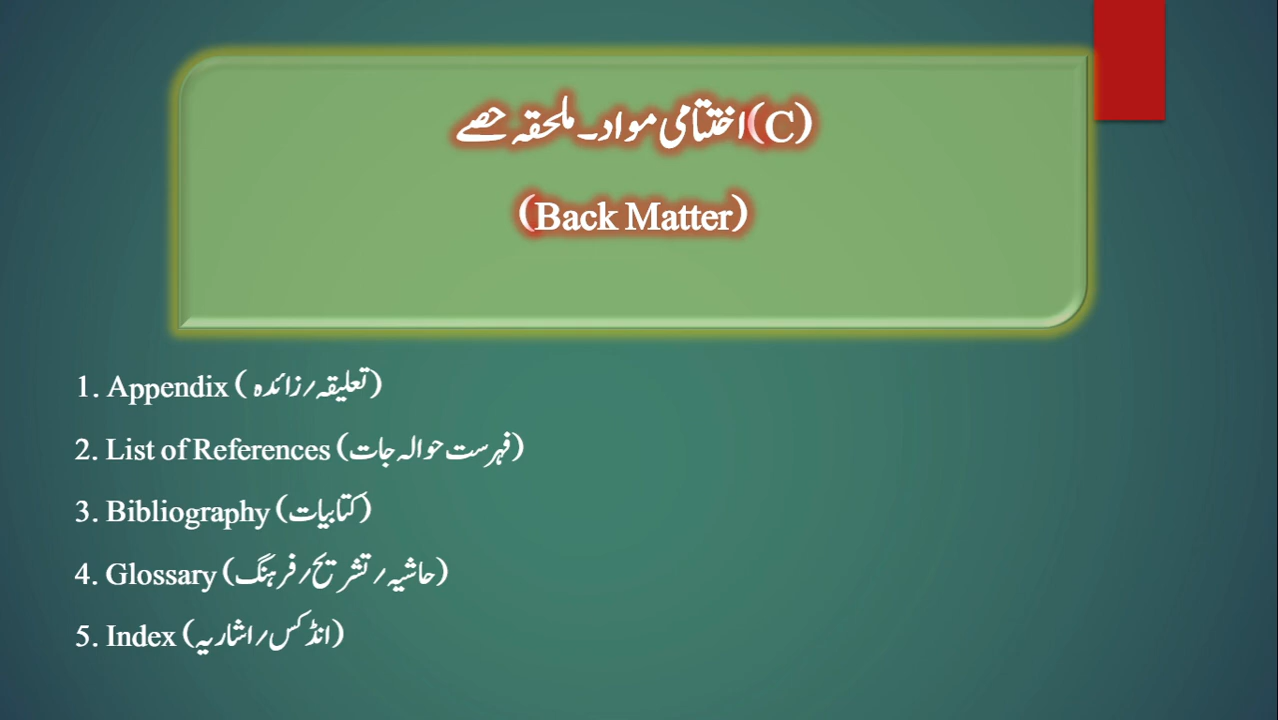 (C)اختتامی مواد۔ ملحقہ حصے
(Back Matter)
1. Appendix ( تعلیقہ/زائدہ)
2. List of References (فہرست حوالہ جات)
3. Bibliography (کتابیات)
4. Glossary (حاشیہ/تشریح/فرہنگ)
5. Index (انڈکس/اشاریہ)